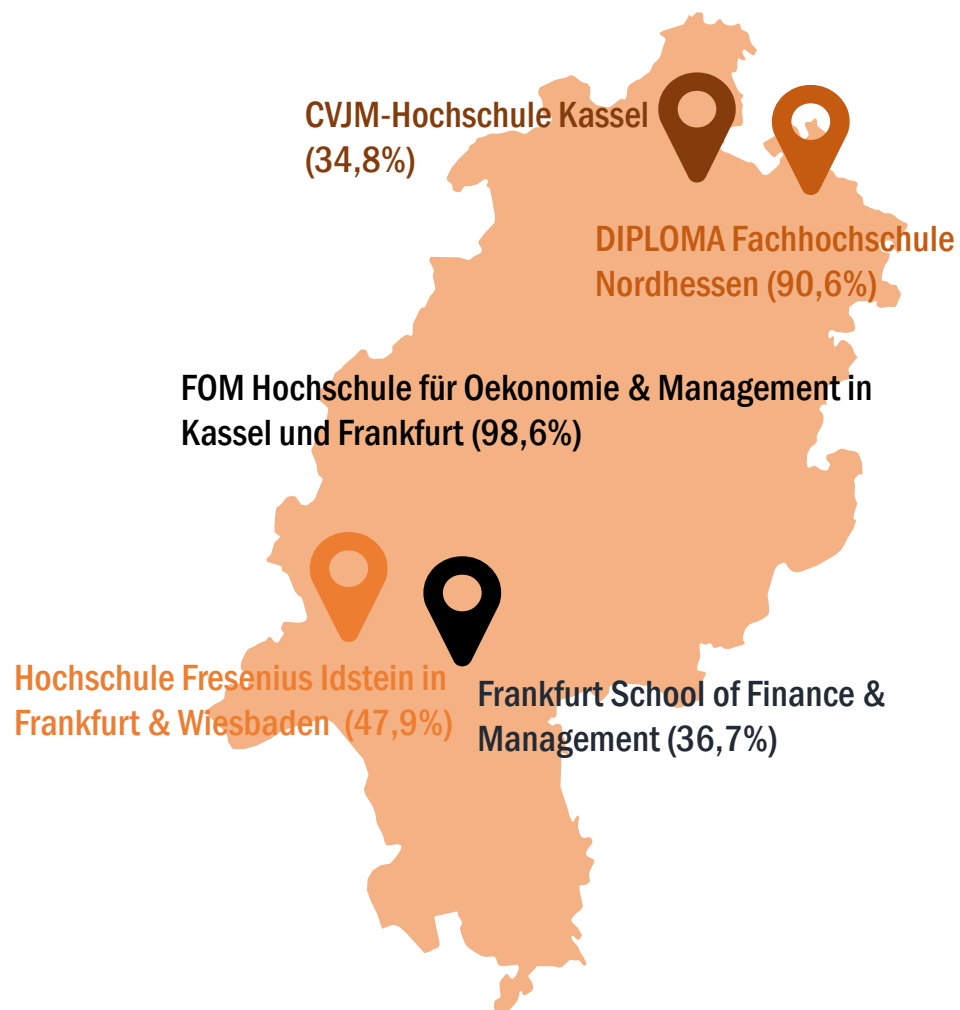 CVJM-Hochschule Kassel
(34,8%)
DIPLOMA Fachhochschule
Nordhessen (90,6%)
FOM Hochschule für Oekonomie & Management in
Kassel und Frankfurt (98,6%)
Hochschule Fresenius Idstein in
Frankfurt & Wiesbaden (47,9%)
Frankfurt School of Finance &
Management (36,7%)